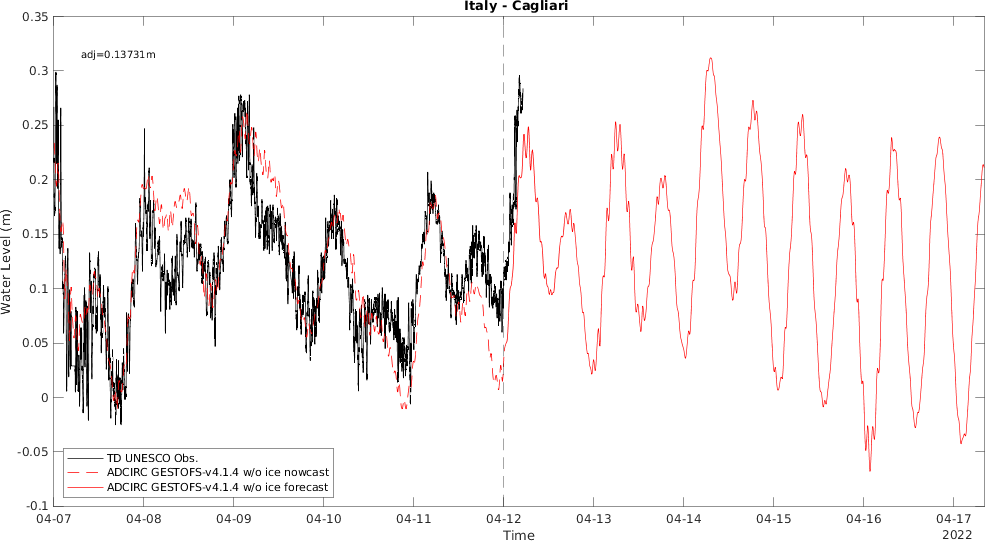 Italy - Cagliari
adj=0.13731m
0.35
0.3
0.25
0.2
0.15
0.1
0.05
0
-0.05
-0.1
Water Level (m)
TD UNESCO Obs.
ADCIRC GESTOFS-v4.1.4 w/o ice nowcast
ADCIRC GESTOFS-v4.1.4 w/o ice forecast
04-07 04-08 04-09 04-10 04-11 04-12 04-13 04-14 04-15 04-16 04-17
Time
2022